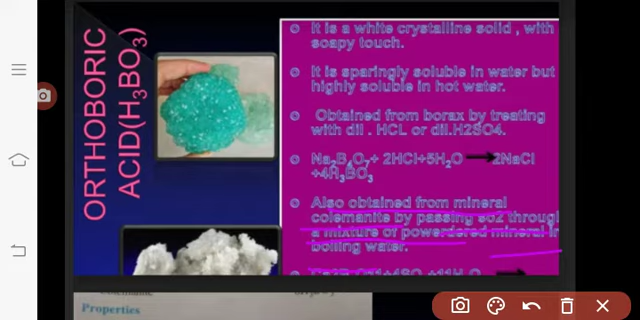 ORTHOBORIC
ACID(H₃BO₃)
It is a white crystalline solid , with
soapy touch.
It is sparingly soluble in water but
highly soluble in hot water.
Obtained from borax by treating
with dil . HCL or dil.H2SO4.
Na₂B₄O₇+ 2HCl+5H₂O → 2NaCl
+4H₃BO₃
Also obtained from mineral
colemanite by passing so2 through
a mixture of powdered mineral in
boiling water.
Properties